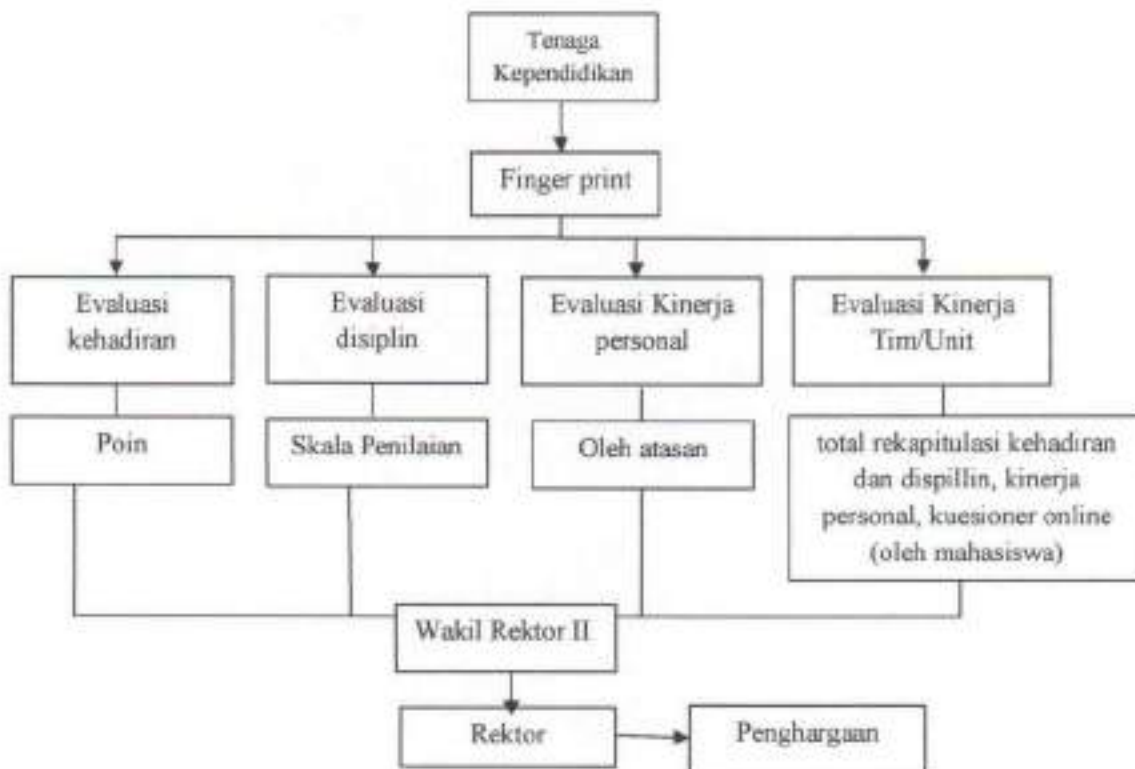 Tenaga
Kependidikan
Finger print
Evaluasi
kehadiran
Evaluasi
disiplin
Evaluasi Kinerja
personal
Evaluasi Kinerja
Tim/Unit
Poin
Skala Penilaian
Oleh atasan
total rekapitulasi kehadiran
dan dispillin, kinerja
personal, kuesioner online
(oleh mahasiswa)
Wakil Rektor II
Rektor
Penghargaan